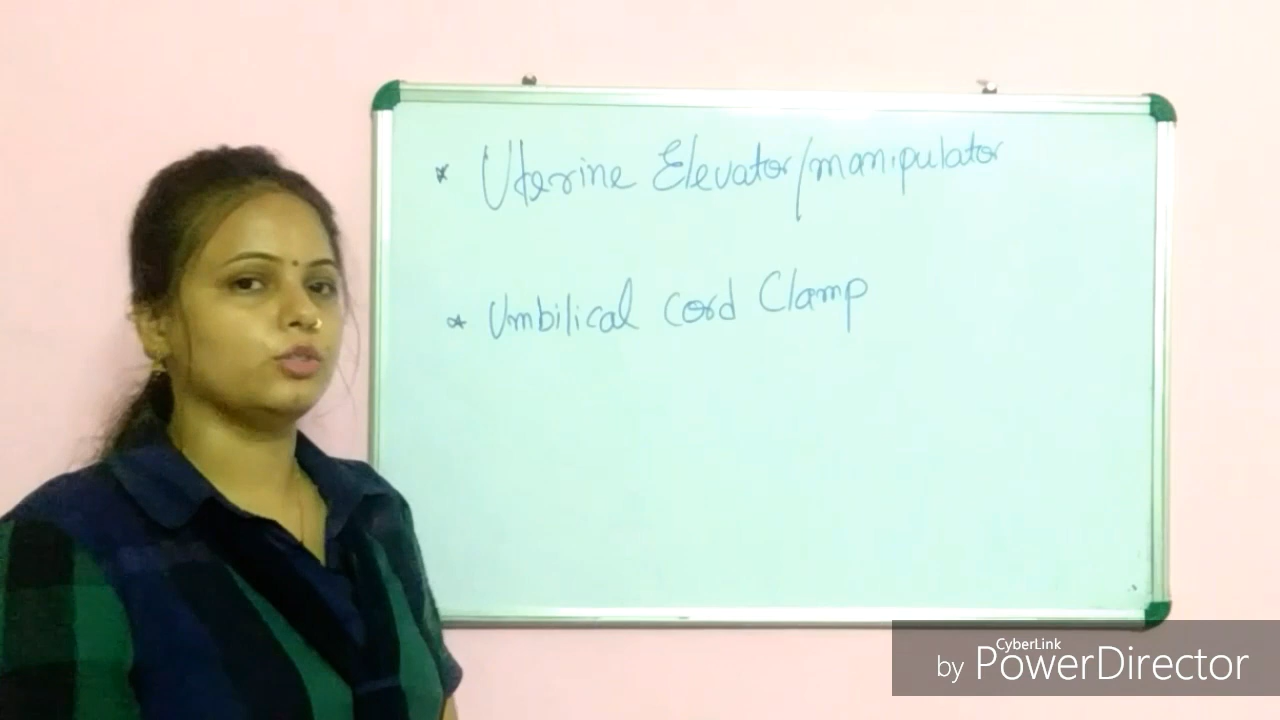 * Uterine Elevator/manipulator
* Umbilical Cord Clamp
CyberLink
by PowerDirector